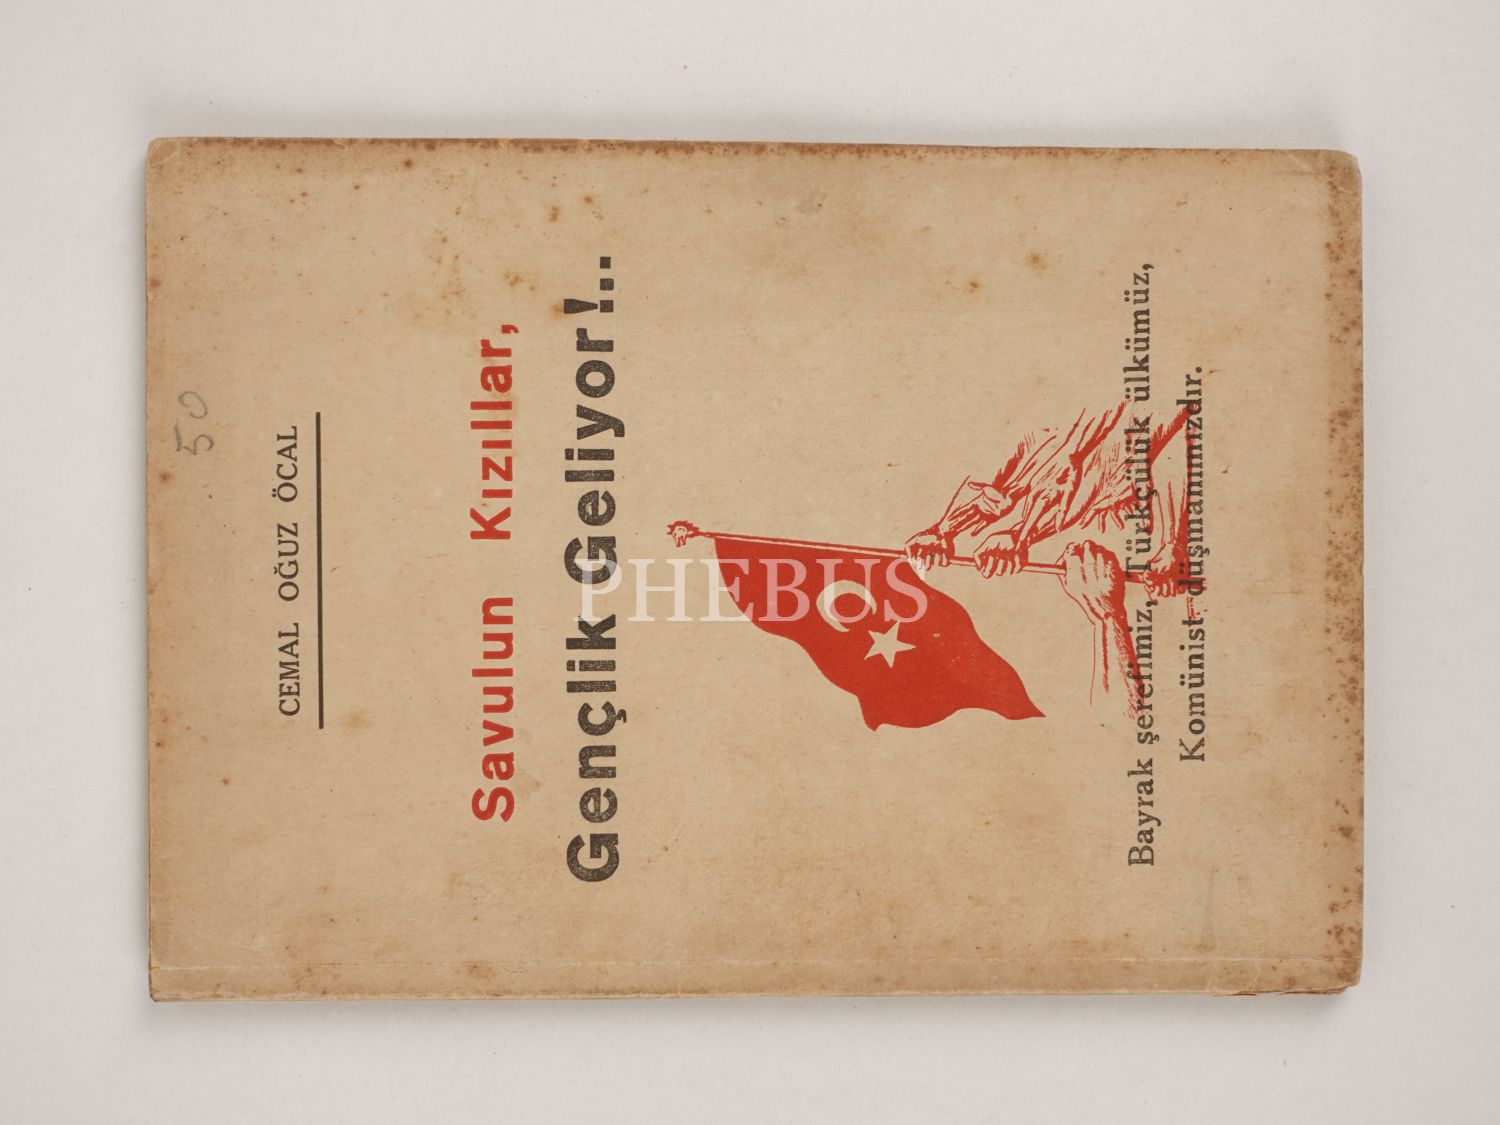 50
CEMAL OĞUZ ÖCAL
Savulun Kızıllar,
Gençlik Geliyor!..
PHEBUS
Bayrak şerefimiz, Türkçülük ülkümüz,
Komünist düşmanımızdır.